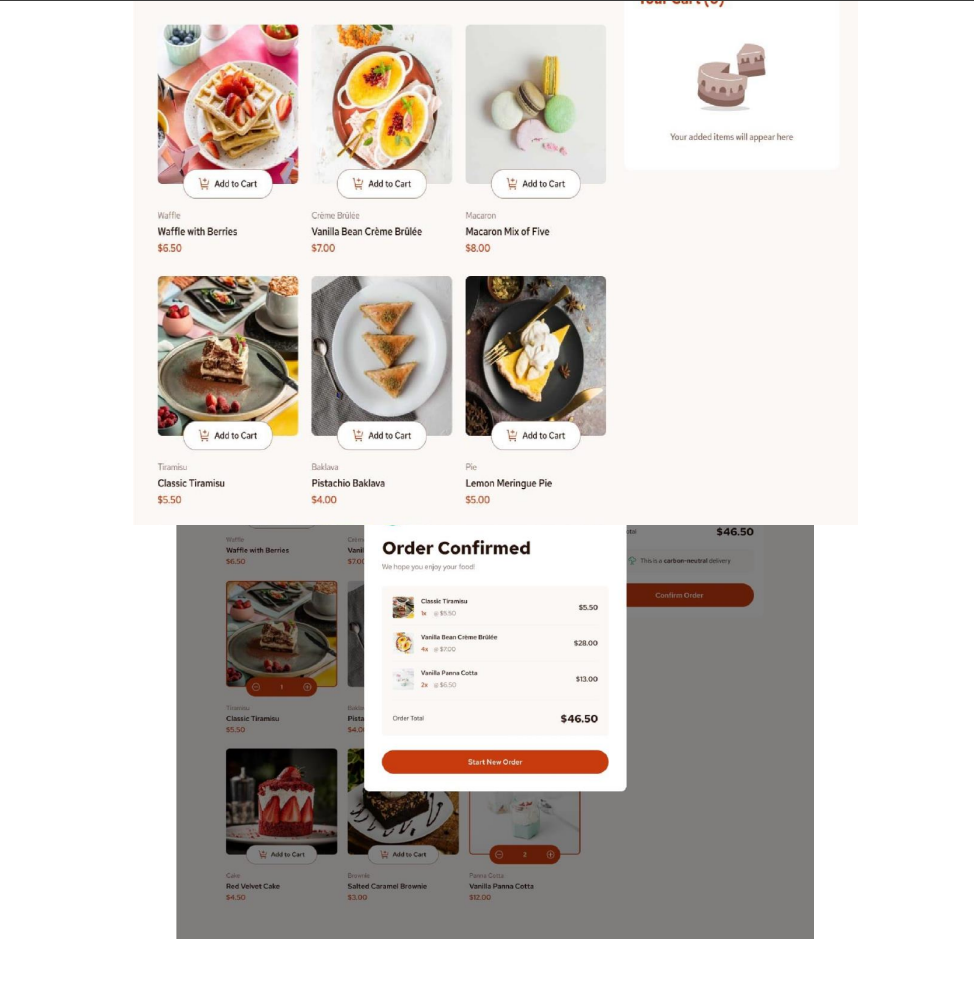 Your Cart (0)
Your added items will appear here
Add to Cart
Add to Cart
Add to Cart
Waffle
Crème Brûlée
Macaron
Waffle with Berries
Vanilla Bean Crème Brûlée
Macaron Mix of Five
$6.50
$7.00
$8.00
Add to Cart
Add to Cart
Add to Cart
Tiramisu
Baklava
Pie
Classic Tiramisu
Pistachio Baklava
Lemon Meringue Pie
$5.50
$4.00
$5.00
Waffle
Waffle with Berries
$6.50
$7.00
$46.50
This is a carbon-neutral delivery
Confirm Order
Order Confirmed
We hope you enjoy your food!
Classic Tiramisu
1x @ $5.50
$5.50
Vanilla Bean Crème Brûlée
4x @ $7.00
$28.00
Vanilla Panna Cotta
2x @ $6.50
$13.00
Order Total
$46.50
Start New Order
1
Tiramisu
Classic Tiramisu
$5.50
Add to Cart
Add to Cart
2
Cake
Brownie
Panna Cotta
Red Velvet Cake
Salted Caramel Brownie
Vanilla Panna Cotta
$4.50
$3.00
$12.00